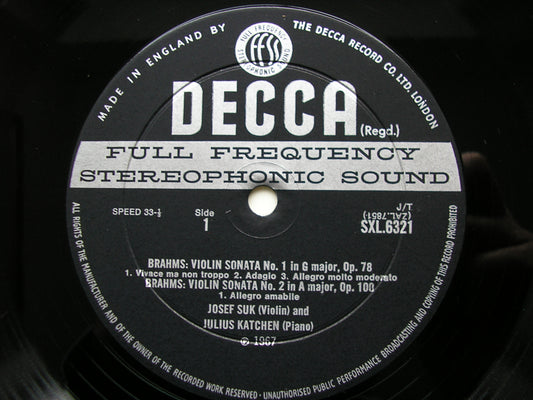 MADE IN ENGLAND BY
THE DECCA RECORD CO. LTD. LONDON
FULL FREQUENCY
ffss
STEREOPHONIC SOUND
DECCA
(Regd.)
FULL FREQUENCY
STEREOPHONIC SOUND
SPEED 33-⅓
Side
1
1/J
(ZAL.7851)
SXL.6321
BRAHMS: VIOLIN SONATA No. 1 in G major, Op. 78
1. Vivace ma non troppo 2. Adagio 3. Allegro molto moderato
BRAHMS: VIOLIN SONATA No. 2 in A major, Op. 100
1. Allegro amabile
JOSEF SUK (Violin) and
JULIUS KATCHEN (Piano)
℗ 1967
ALL RIGHTS OF THE MANUFACTURER AND OF THE OWNER OF THE RECORDED WORK RESERVED · UNAUTHORISED PUBLIC PERFORMANCE BROADCASTING AND COPYING OF THIS RECORD PROHIBITED